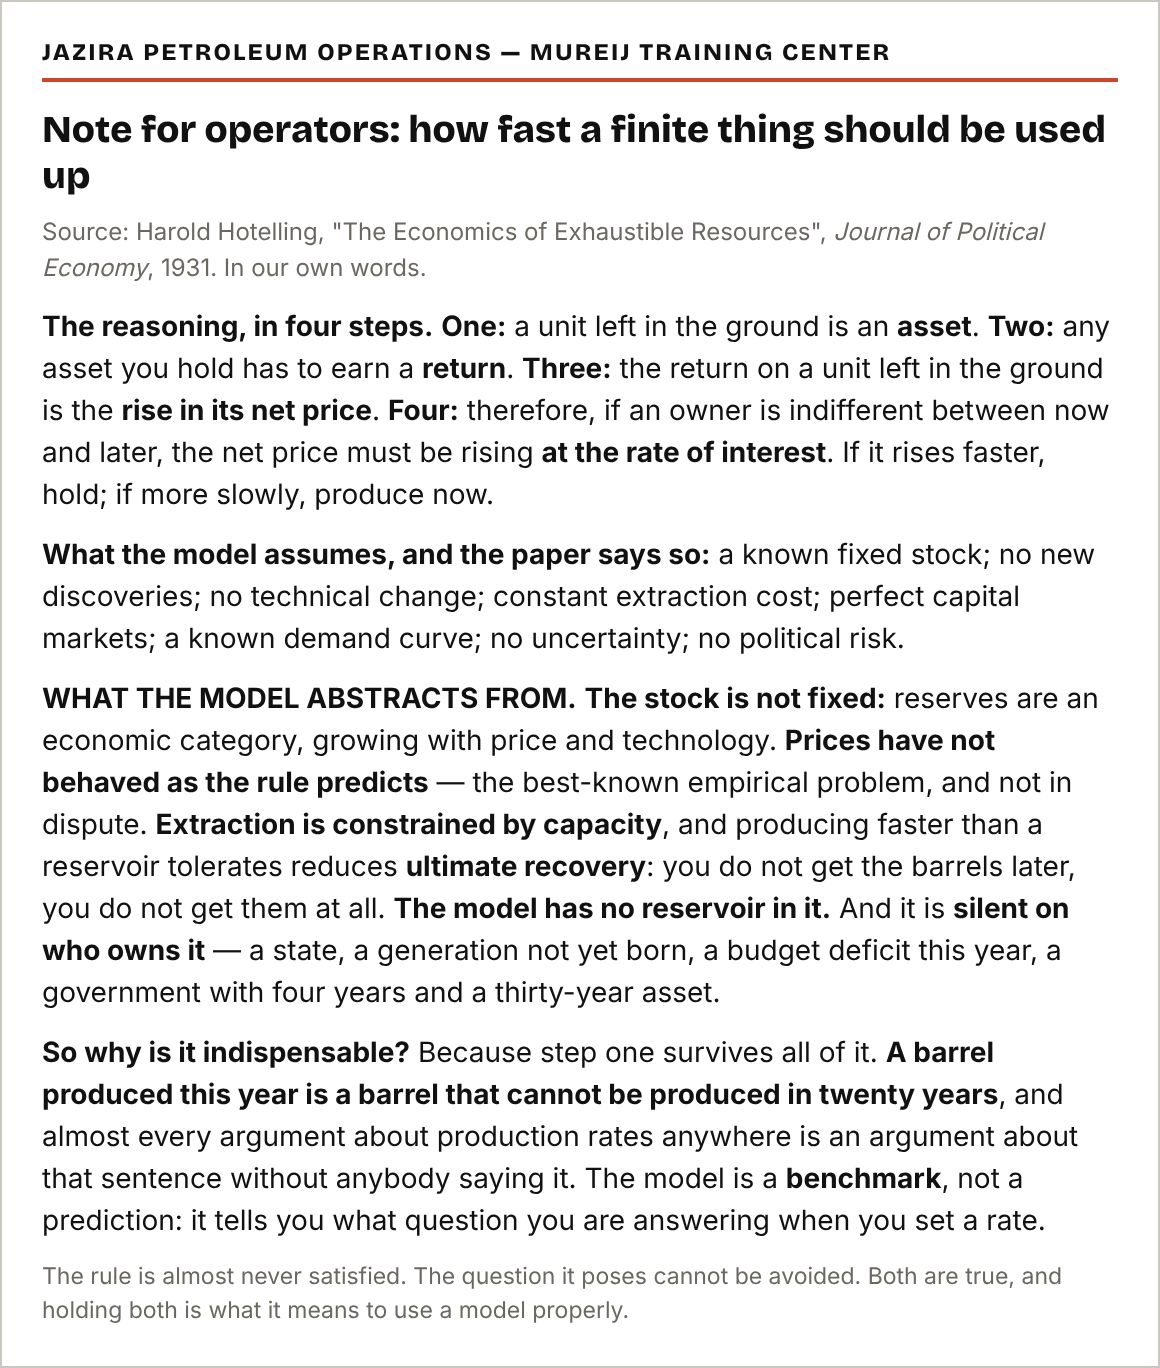 JAZIRA PETROLEUM OPERATIONS — MUREIJ TRAINING CENTER
Note for operators: how fast a finite thing should be used
up
Source: Harold Hotelling, "The Economics of Exhaustible Resources", Journal of Political
Economy, 1931. In our own words.
The reasoning, in four steps. One: a unit left in the ground is an asset. Two: any
asset you hold has to earn a return. Three: the return on a unit left in the ground
is the rise in its net price. Four: therefore, if an owner is indifferent between now
and later, the net price must be rising at the rate of interest. If it rises faster,
hold; if more slowly, produce now.
What the model assumes, and the paper says so: a known fixed stock; no new
discoveries; no technical change; constant extraction cost; perfect capital
markets; a known demand curve; no uncertainty; no political risk.
WHAT THE MODEL ABSTRACTS FROM. The stock is not fixed: reserves are an
economic category, growing with price and technology. Prices have not
behaved as the rule predicts — the best-known empirical problem, and not in
dispute. Extraction is constrained by capacity, and producing faster than a
reservoir tolerates reduces ultimate recovery: you do not get the barrels later,
you do not get them at all. The model has no reservoir in it. And it is silent on
who owns it — a state, a generation not yet born, a budget deficit this year, a
government with four years and a thirty-year asset.
So why is it indispensable? Because step one survives all of it. A barrel
produced this year is a barrel that cannot be produced in twenty years, and
almost every argument about production rates anywhere is an argument about
that sentence without anybody saying it. The model is a benchmark, not a
prediction: it tells you what question you are answering when you set a rate.
The rule is almost never satisfied. The question it poses cannot be avoided. Both are true, and
holding both is what it means to use a model properly.